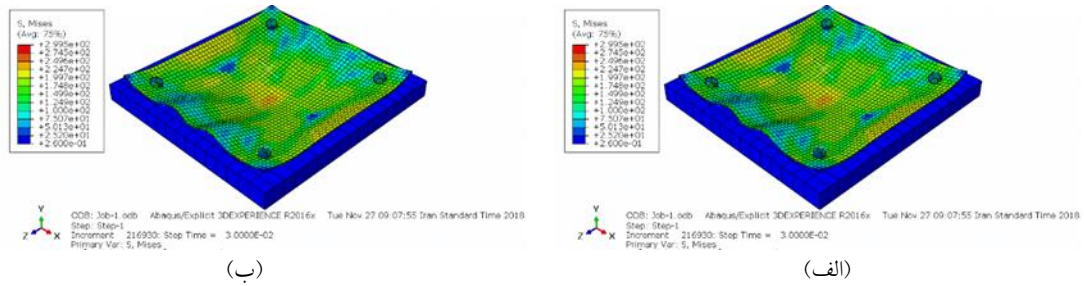 S, Mises
(Avg: 75%)
+2.995e+02
+2.745e+02
+2.496e+02
+2.247e+02
+1.997e+02
+1.748e+02
+1.499e+02
+1.249e+02
+1.000e+02
+7.507e+01
+5.013e+01
+2.520e+01
+2.600e-01
Y
Z X
ODB: Job-1.odb Abaqus/Explicit 3DEXPERIENCE R2016x Tue Nov 27 09:07:55 Iran Standard Time 2018
Step: Step-1
Increment 216930: Step Time = 3.0000E-02
Primary Var: S, Mises
(ب)
S, Mises
(Avg: 75%)
+2.995e+02
+2.745e+02
+2.496e+02
+2.247e+02
+1.997e+02
+1.748e+02
+1.499e+02
+1.249e+02
+1.000e+02
+7.507e+01
+5.013e+01
+2.520e+01
+2.600e-01
Y
Z X
ODB: Job-1.odb Abaqus/Explicit 3DEXPERIENCE R2016x Tue Nov 27 09:07:55 Iran Standard Time 2018
Step: Step-1
Increment 216930: Step Time = 3.0000E-02
Primary Var: S, Mises
(الف)